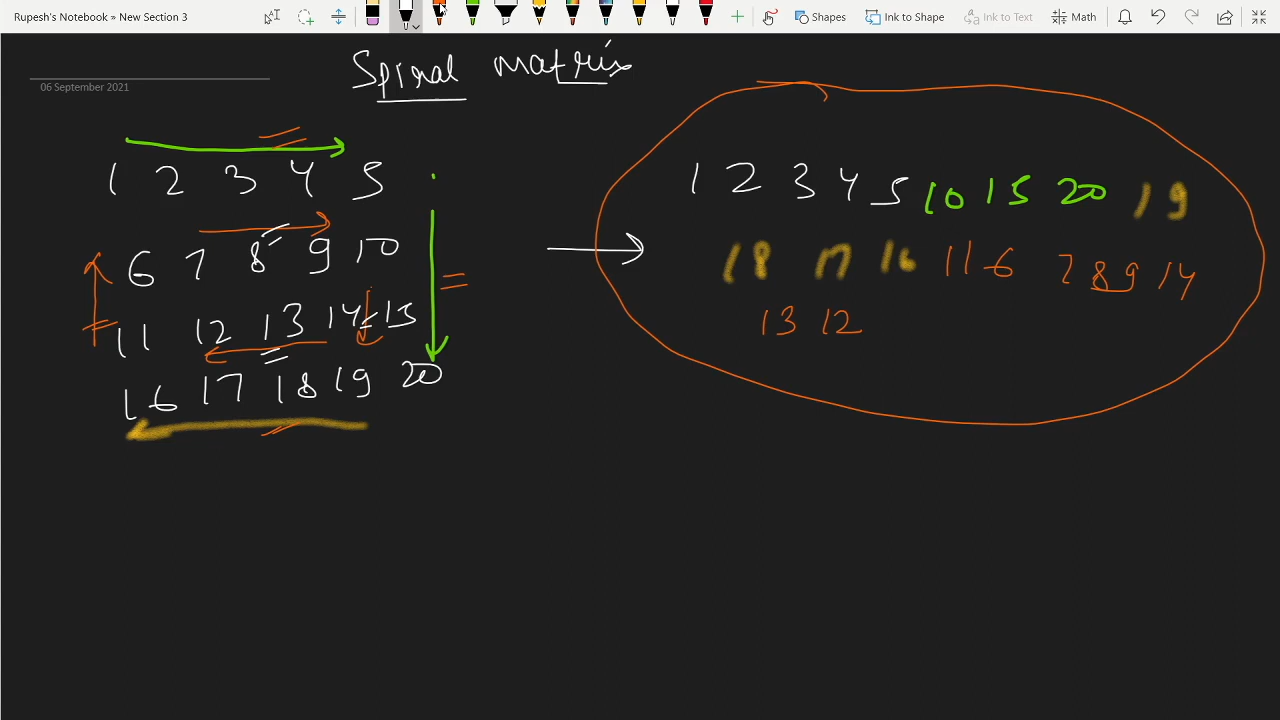 Rupesh's Notebook » New Section 3
Shapes
Ink to Shape
Ink to Text
Math
06 September 2021
Spiral matrix
1 2 3 4 5
6 7 8 9 10
11 12 13 14 15
16 17 18 19 20
1 2 3 4 5 10 15 20 19
18 17 16 11 6 7 8 9 14
13 12